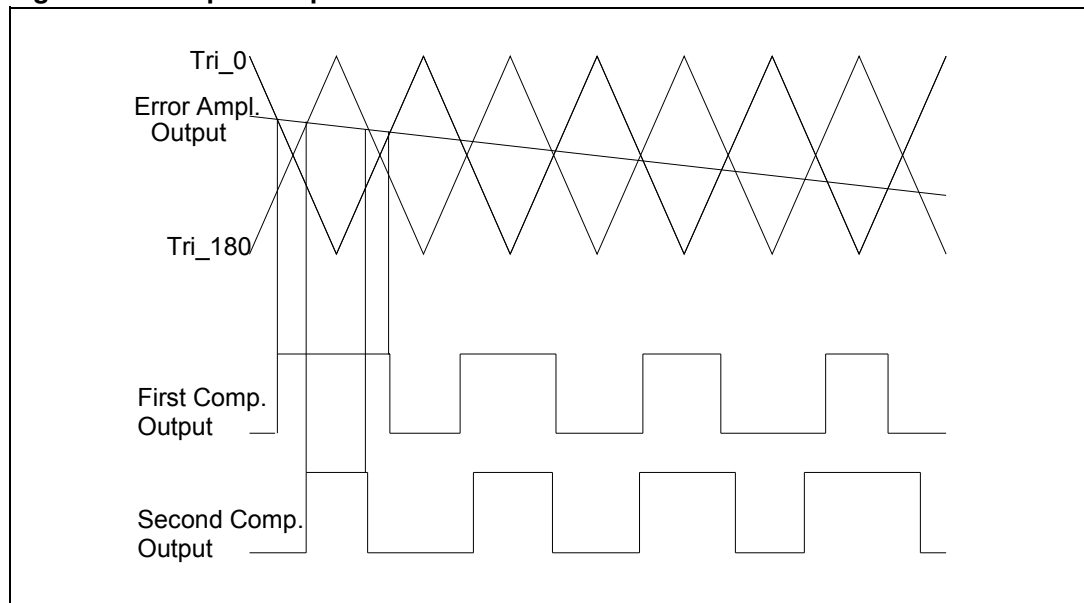 Tri_0
Error Ampl.
Output
Tri_180
First Comp.
Output
Second Comp.
Output